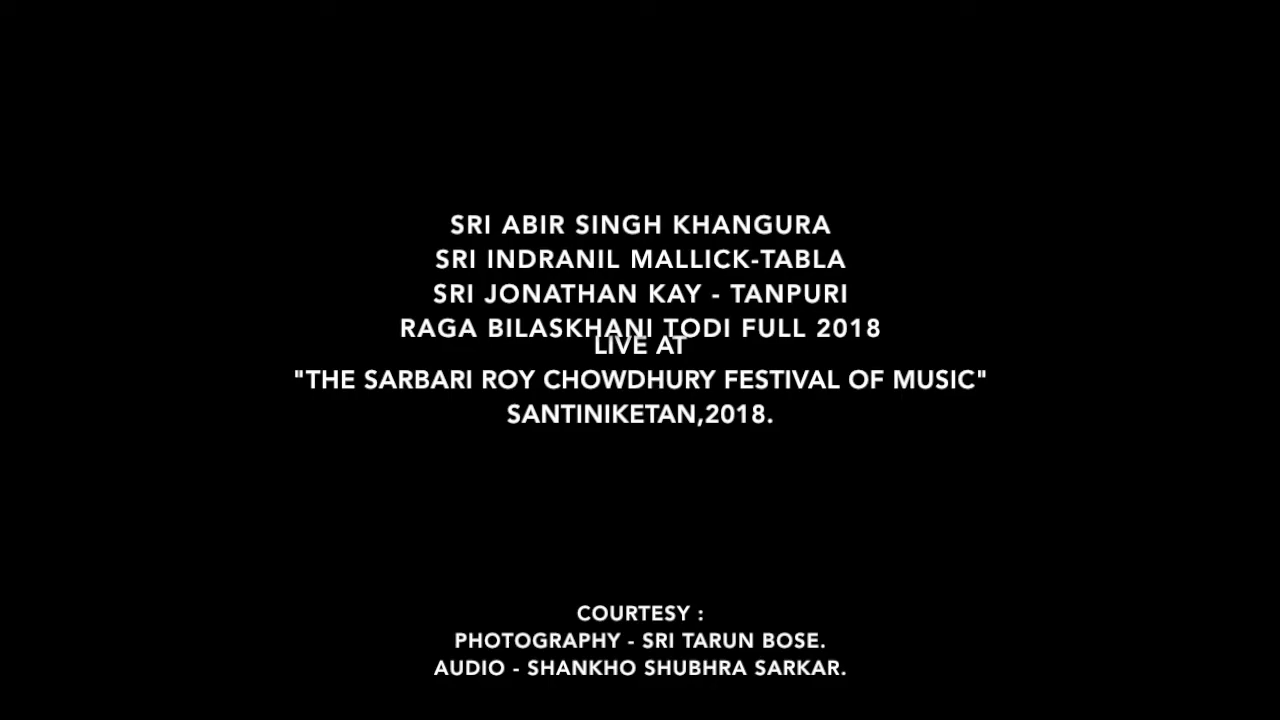 SRI ABIR SINGH KHANGURA
SRI INDRANIL MALLICK-TABLA
SRI JONATHAN KAY - TANPURI
RAGA BILASKHANI TODI FULL 2018
LIVE AT
"THE SARBARI ROY CHOWDHURY FESTIVAL OF MUSIC"
SANTINIKETAN,2018.
COURTESY :
PHOTOGRAPHY - SRI TARUN BOSE.
AUDIO - SHANKHO SHUBHRA SARKAR.